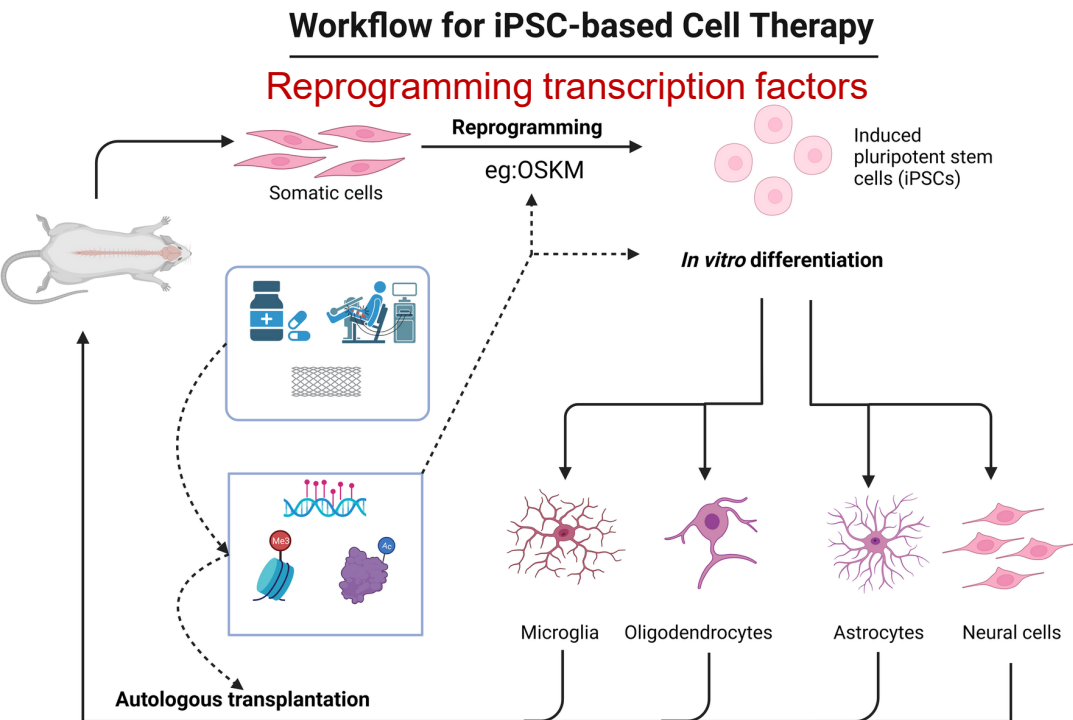 Workflow for iPSC-based Cell Therapy
Reprogramming transcription factors
Reprogramming
eg:OSKM
Somatic cells
Induced
pluripotent stem
cells (iPSCs)
In vitro differentiation
Me3
Ac
Microglia
Oligodendrocytes
Astrocytes
Neural cells
Autologous transplantation